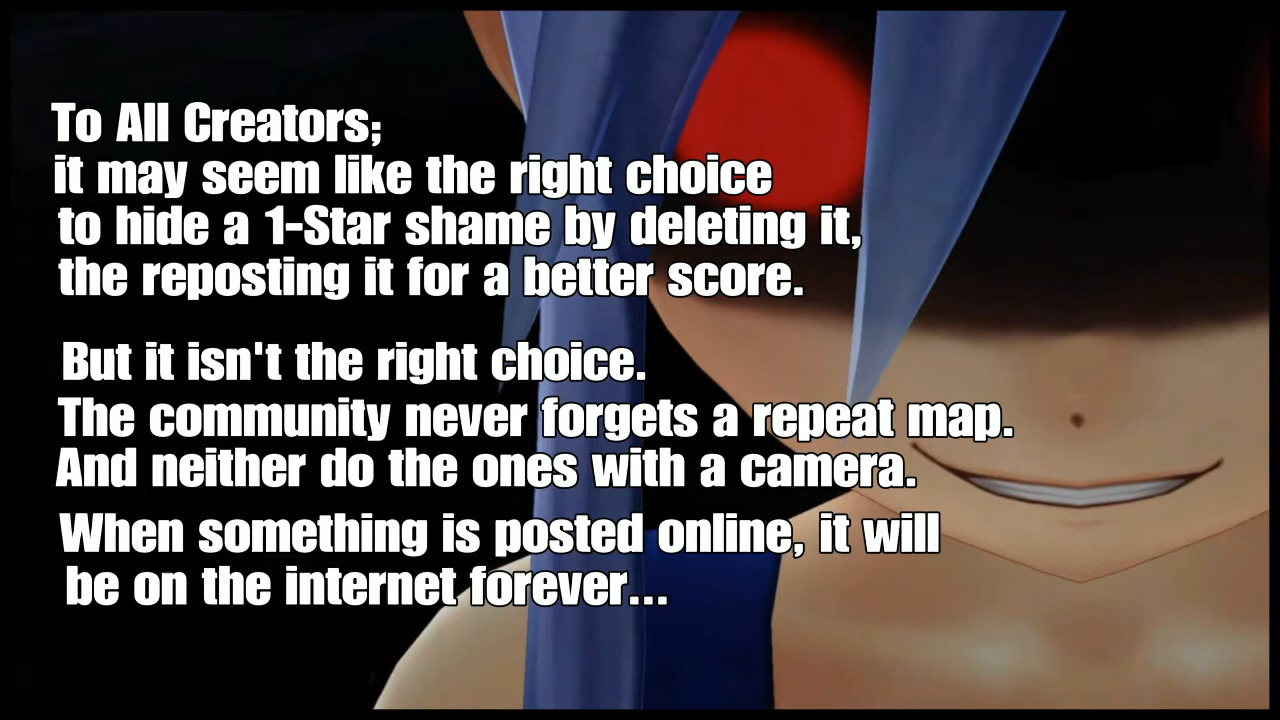 To All Creators;
it may seem like the right choice
to hide a 1-Star shame by deleting it,
the reposting it for a better score.
But it isn't the right choice.
The community never forgets a repeat map.
And neither do the ones with a camera.
When something is posted online, it will
be on the internet forever...